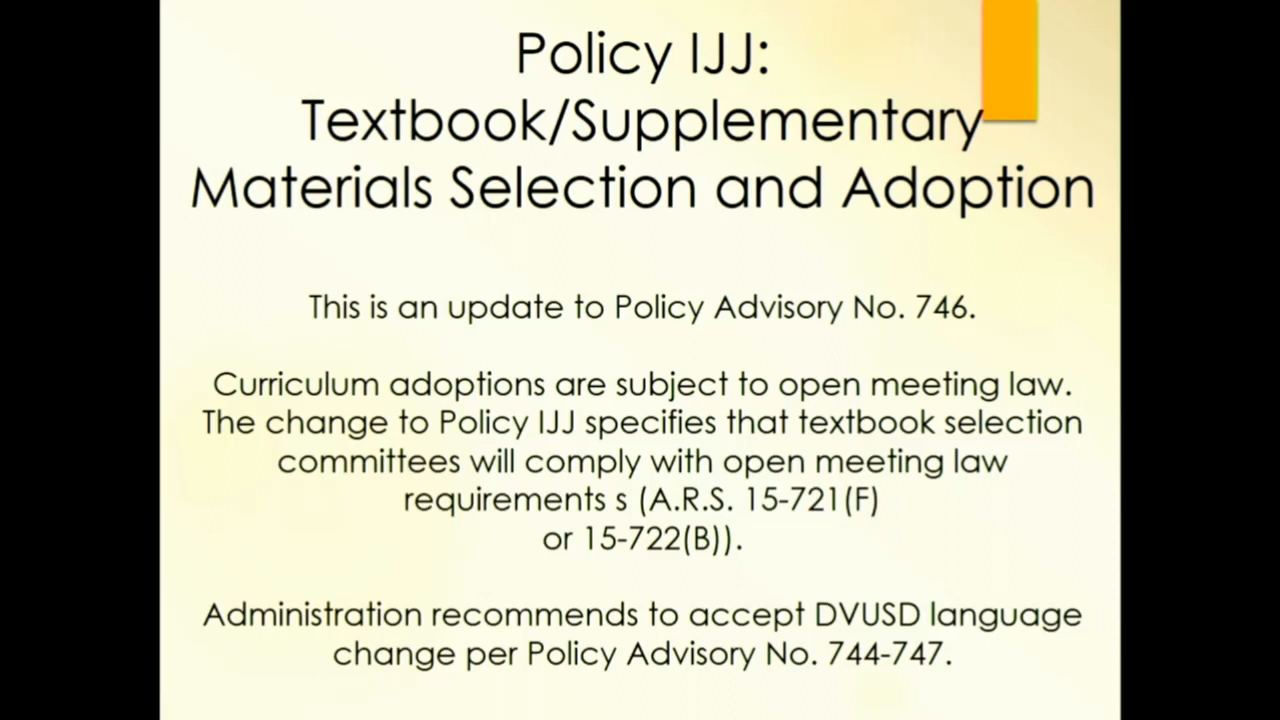 Policy IJJ:
Textbook/Supplementary
Materials Selection and Adoption
This is an update to Policy Advisory No. 746.
Curriculum adoptions are subject to open meeting law.
The change to Policy IJJ specifies that textbook selection
committees will comply with open meeting law
requirements s (A.R.S. 15-721(F)
or 15-722(B)).
Administration recommends to accept DVUSD language
change per Policy Advisory No. 744-747.